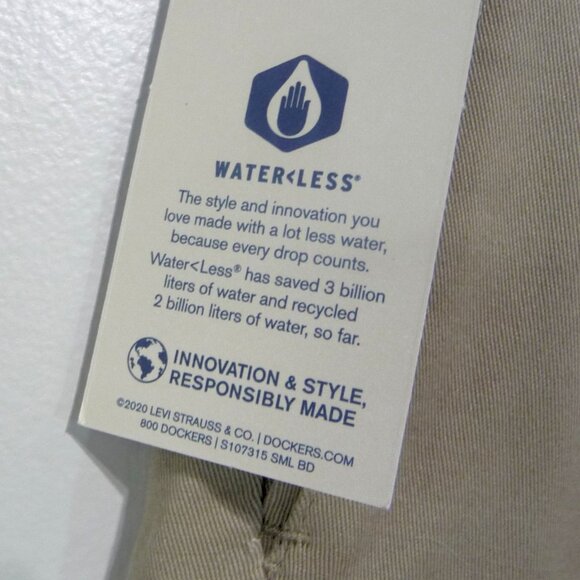 WATER<LESS®
The style and innovation you
love made with a lot less water,
because every drop counts.
Water<Less® has saved 3 billion
liters of water and recycled
2 billion liters of water, so far.
INNOVATION & STYLE,
RESPONSIBLY MADE
©2020 LEVI STRAUSS & CO. | DOCKERS.COM
800 DOCKERS | S107315 SML BD